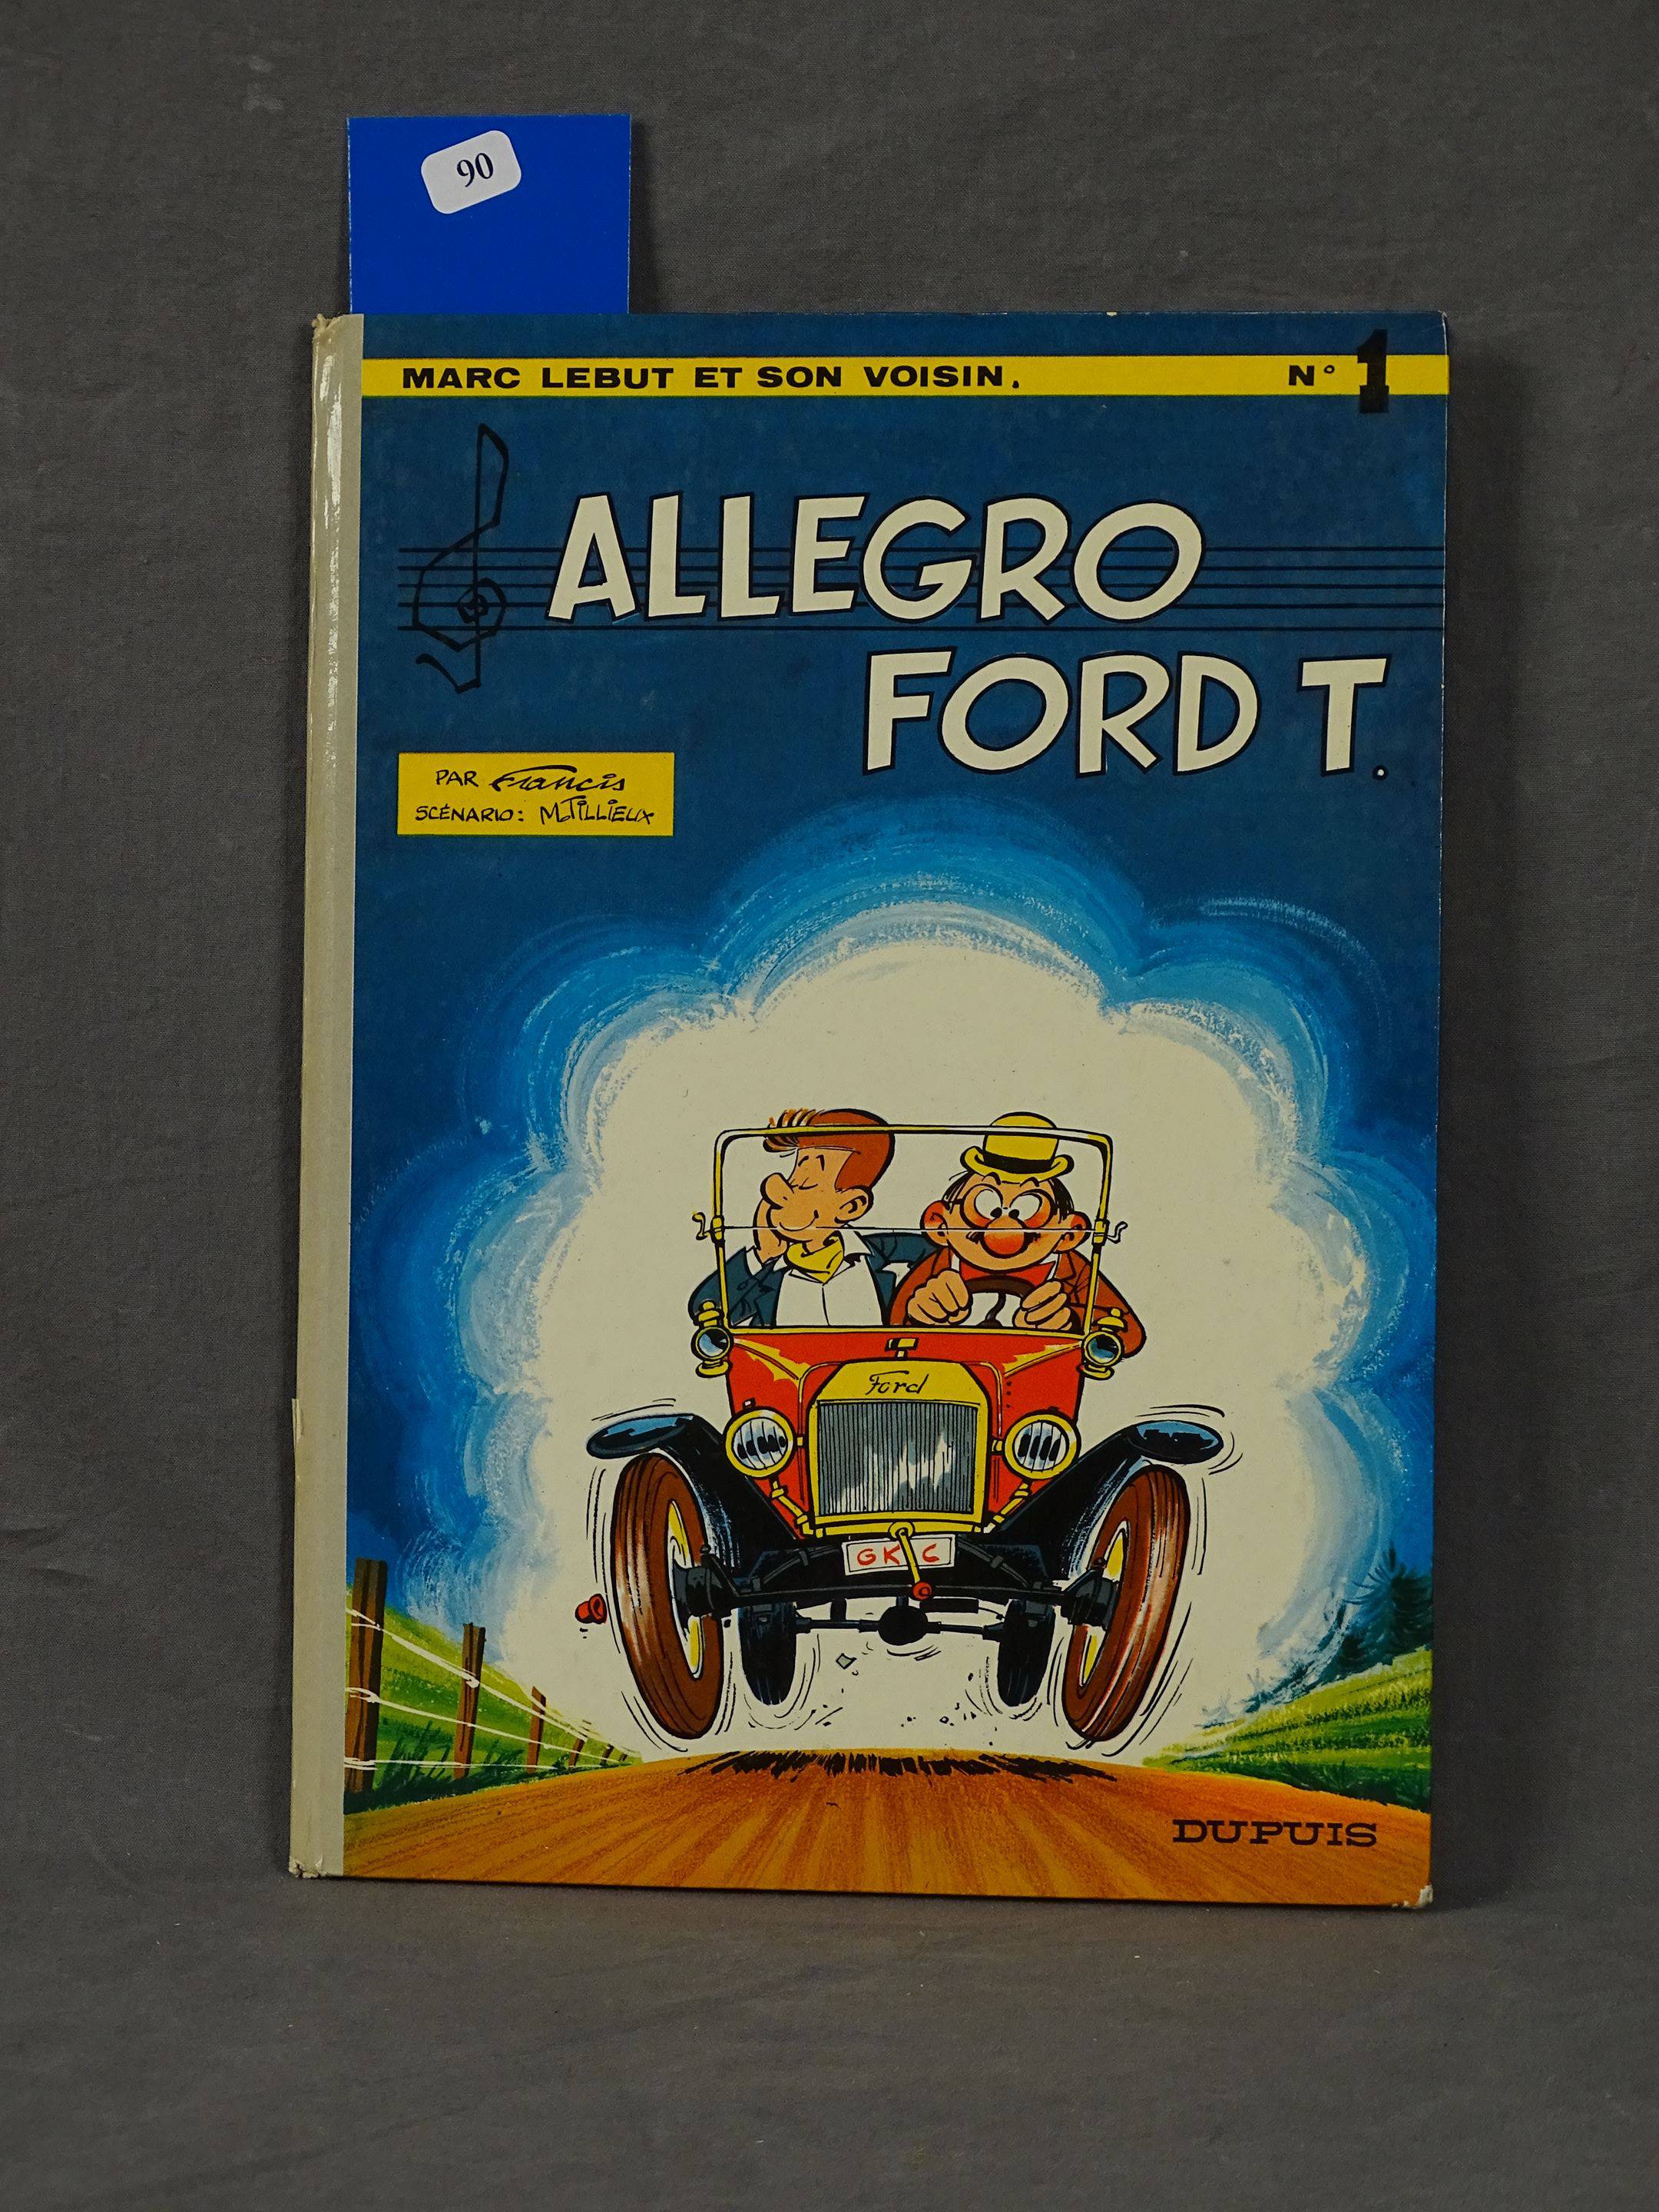 90
MARC LEBUT ET SON VOISIN. N° 1
ALLEGRO
FORD T.
PAR Francis
SCÉNARIO: M. TILLIEUX
Ford
GK C
DUPUIS